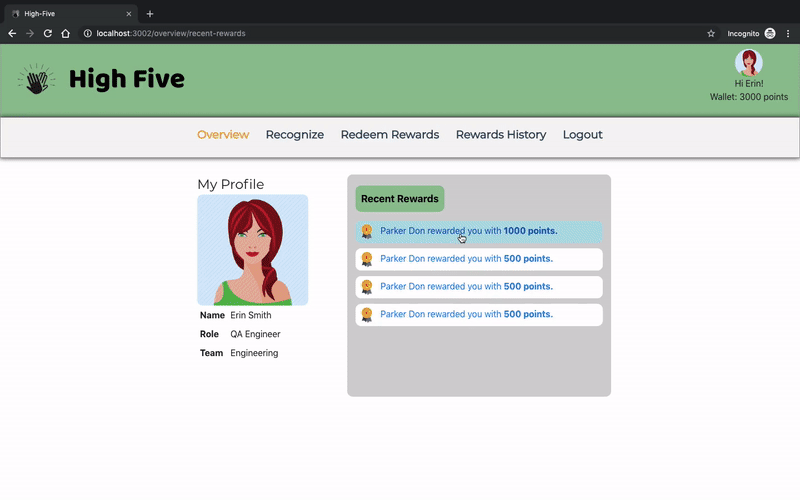 High-Five
localhost:3002/overview/recent-rewards
Incognito
High Five
Hi Erin!
Wallet: 3000 points
Overview Recognize Redeem Rewards Rewards History Logout
My Profile
Name Erin Smith
Role QA Engineer
Team Engineering
Recent Rewards
Parker Don rewarded you with 1000 points.
Parker Don rewarded you with 500 points.
Parker Don rewarded you with 500 points.
Parker Don rewarded you with 500 points.